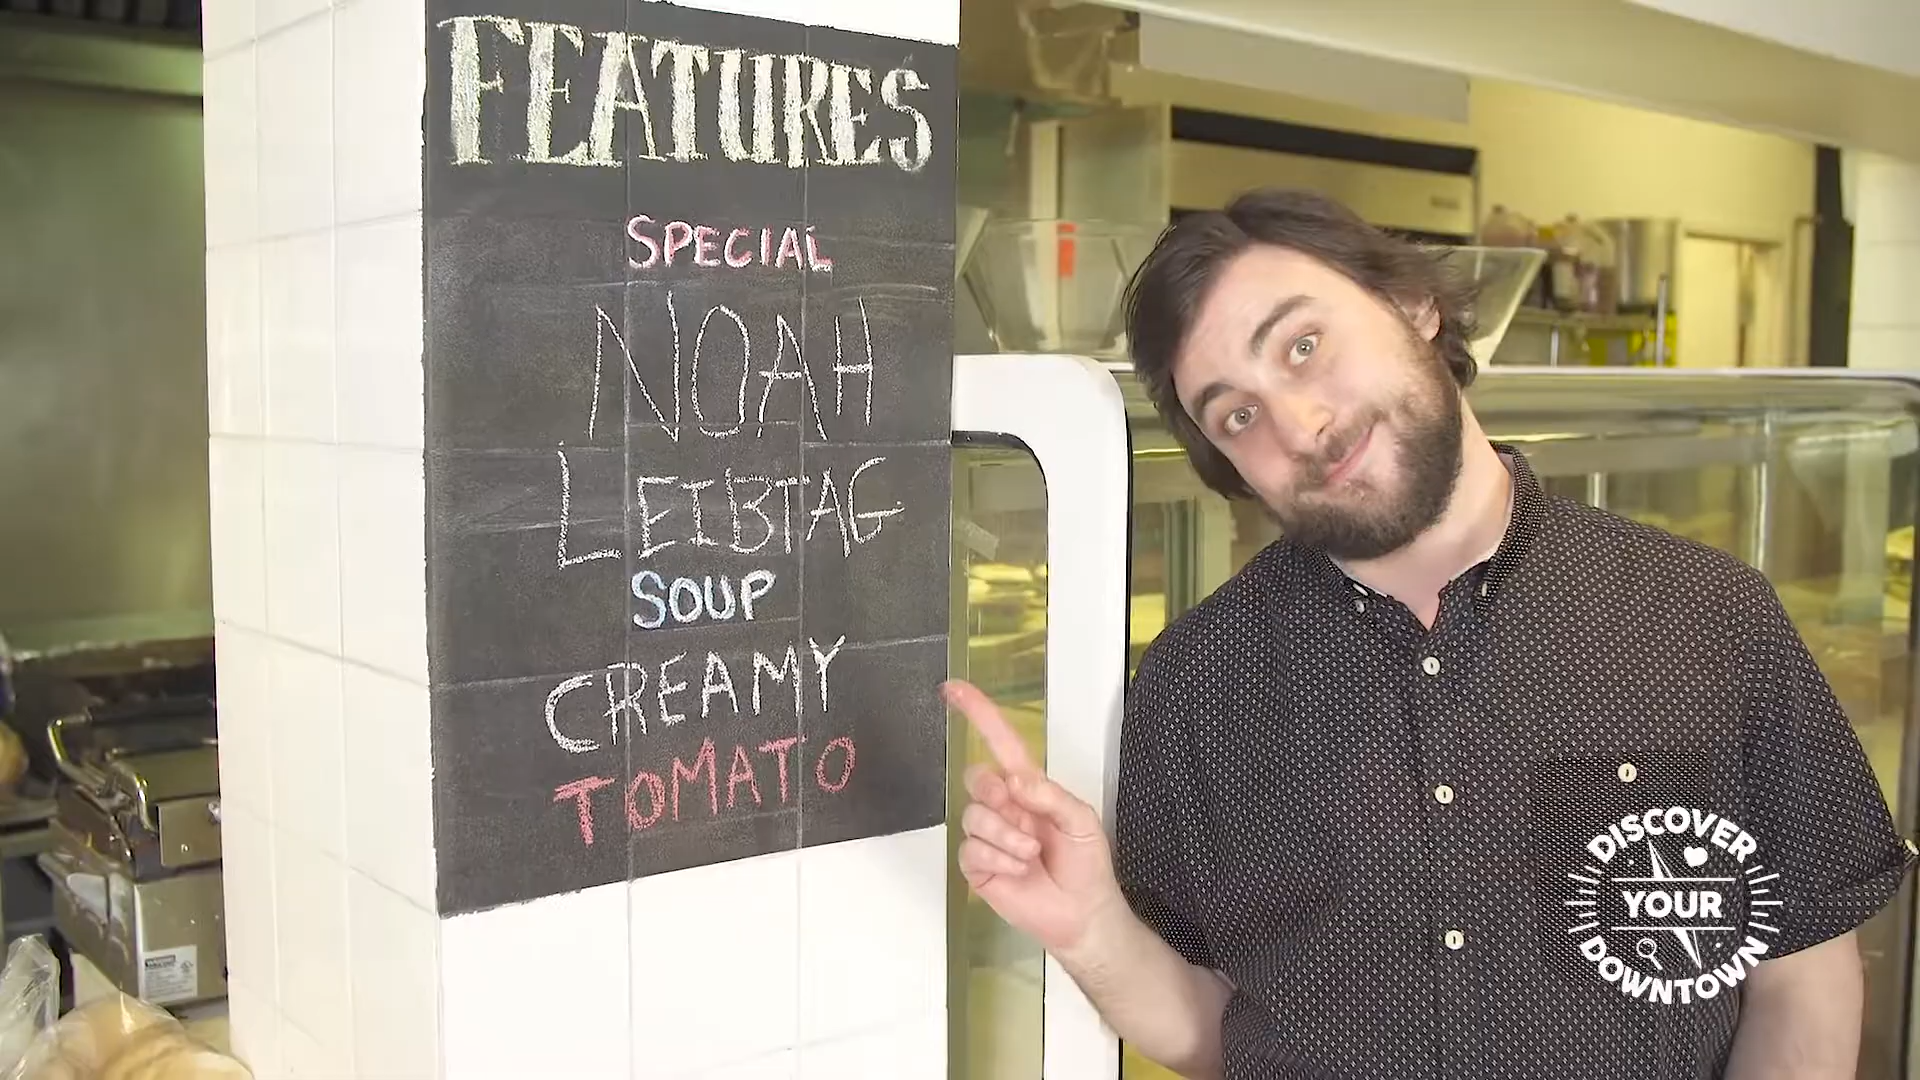 FEATURES
SPECIAL
NOAH
LEIBTAG
SOUP
CREAMY
TOMATO
DISCOVER
YOUR
DOWNTOWN